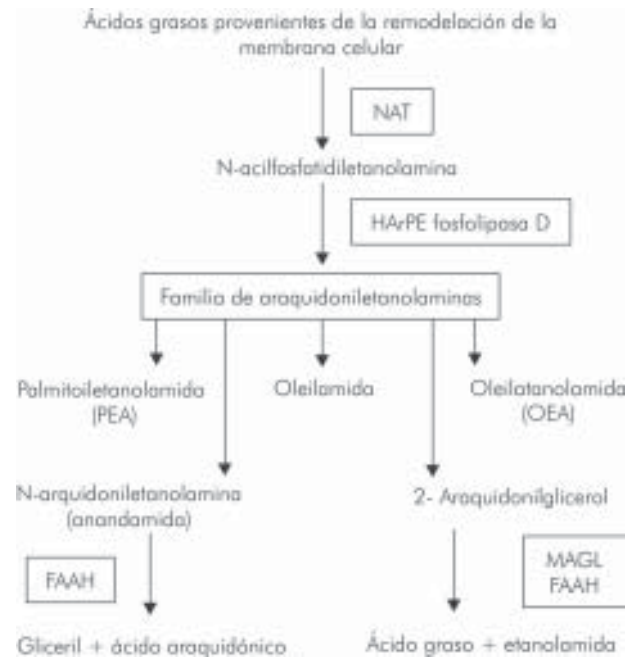 Ácidos grasos provenientes de la remodelación de la
membrana celular
NAT
N-acilfosfatidiletanolamina
HArPE fosfolipasa D
Familia de araquidoniletanolaminas
Palmitoiletanolamida
(PEA)
Oleilamida
Oleilatanolamida
(OEA)
N-arquidoniletanolamina
(anandamida)
2- Araquidonilglicerol
FAAH
MAGL
FAAH
Gliceril + ácido araquidónico
Ácido graso + etanolamida